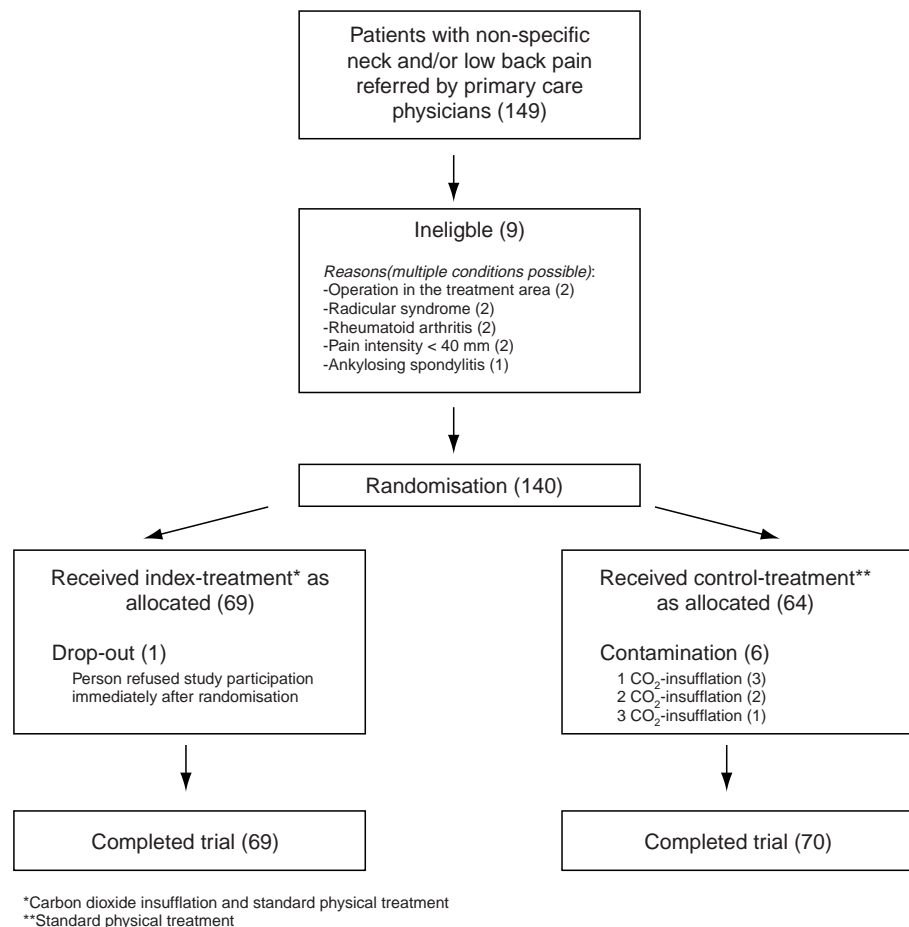 Patients with non-specific
neck and/or low back pain
referred by primary care
physicians (149)
Ineligble (9)
Reasons(multiple conditions possible):
-Operation in the treatment area (2)
-Radicular syndrome (2)
-Rheumatoid arthritis (2)
-Pain intensity < 40 mm (2)
-Ankylosing spondylitis (1)
Randomisation (140)
Received index-treatment* as
allocated (69)
Drop-out (1)
Person refused study participation
immediately after randomisation
Received control-treatment**
as allocated (64)
Contamination (6)
1 CO₂-insufflation (3)
2 CO₂-insufflation (2)
3 CO₂-insufflation (1)
Completed trial (69)
Completed trial (70)
*Carbon dioxide insufflation and standard physical treatment
**Standard physical treatment